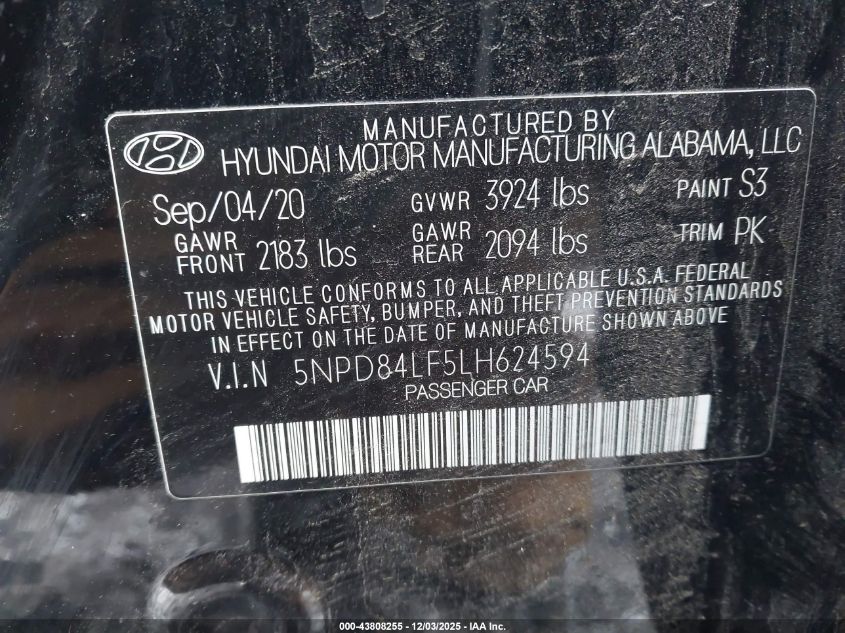 MANUFACTURED BY
HYUNDAI MOTOR MANUFACTURING ALABAMA, LLC
Sep/04/20 GVWR 3924 lbs PAINT S3
GAWR FRONT 2183 lbs GAWR REAR 2094 lbs TRIM PK
THIS VEHICLE CONFORMS TO ALL APPLICABLE U.S.A. FEDERAL
MOTOR VEHICLE SAFETY, BUMPER, AND THEFT PREVENTION STANDARDS
IN EFFECT ON THE DATE OF MANUFACTURE SHOWN ABOVE
V.I.N 5NPD84LF5LH624594
PASSENGER CAR
000-43808255 - 12/03/2025 - IAA Inc.